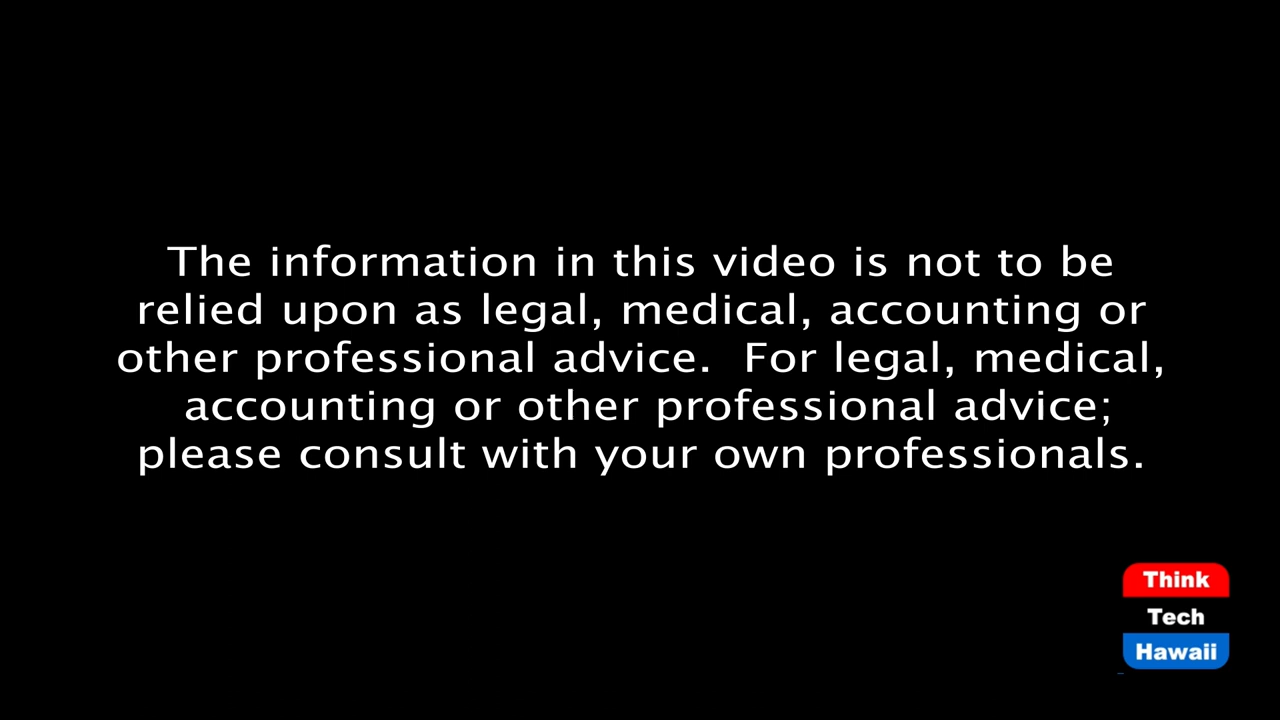 The information in this video is not to be
relied upon as legal, medical, accounting or
other professional advice.  For legal, medical,
accounting or other professional advice;
please consult with your own professionals.
Think
Tech
Hawaii